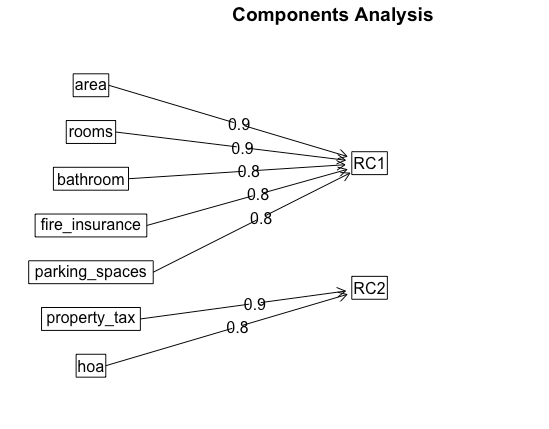 Components Analysis
area
rooms
bathroom
fire_insurance
parking_spaces
property_tax
hoa
0.9
0.9
0.8
0.8
0.8
0.9
0.8
RC1
RC2